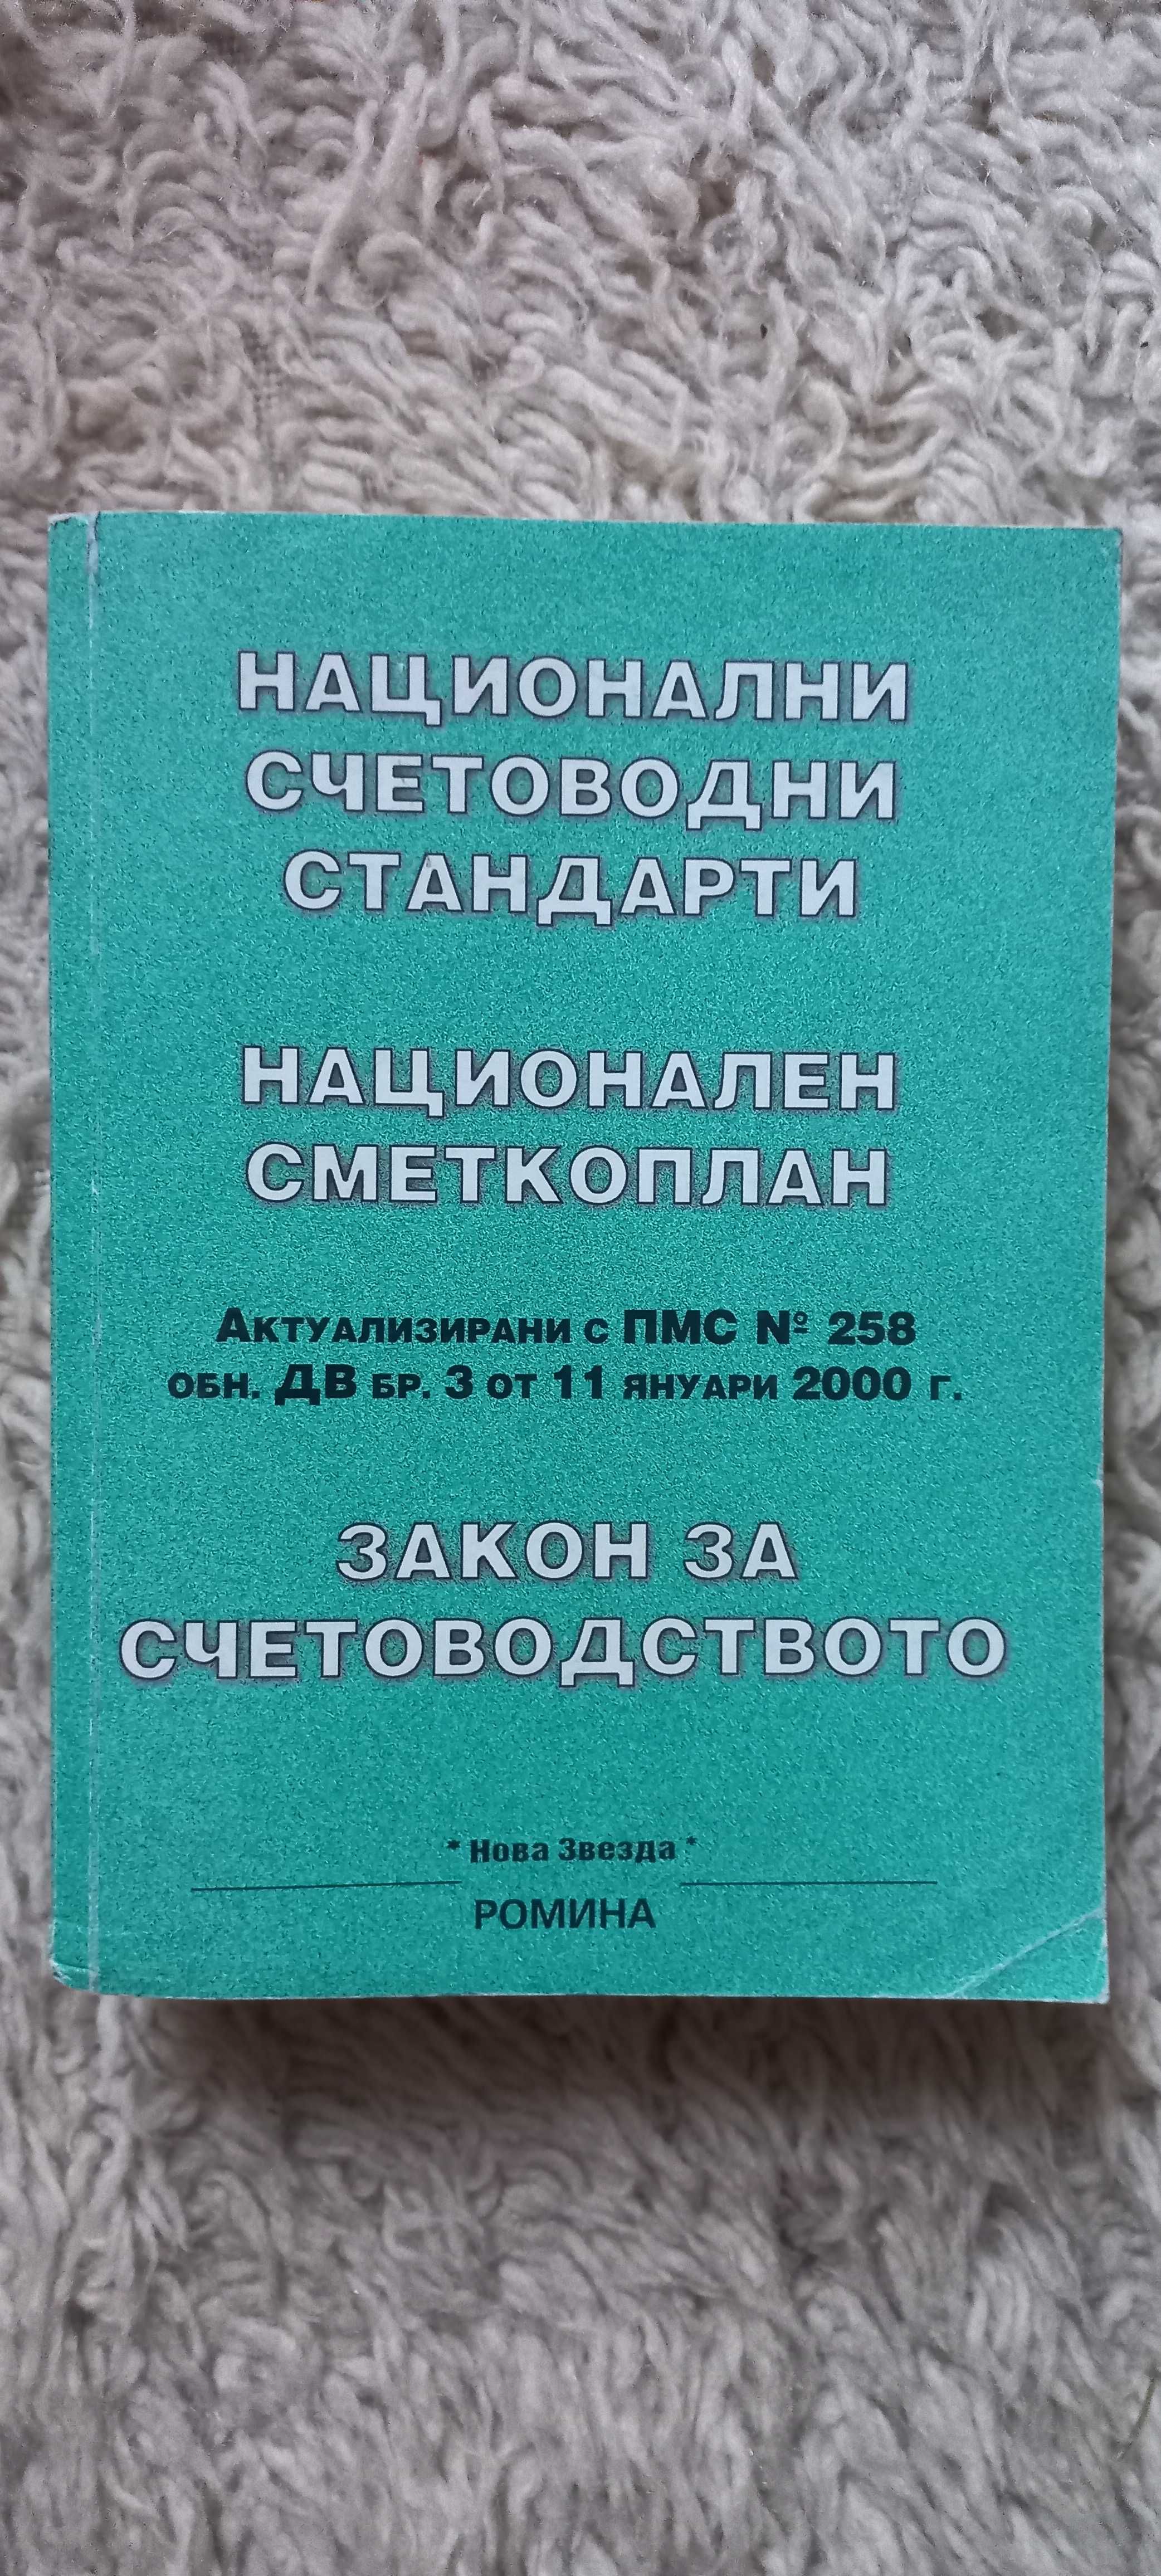 НАЦИОНАЛНИ
СЧЕТОВОДНИ
СТАНДАРТИ
НАЦИОНАЛЕН
СМЕТКОПЛАН
АКТУАЛИЗИРАНИ С ПМС № 258
ОБН. ДВ БР. 3 ОТ 11 ЯНУАРИ 2000 Г.
ЗАКОН ЗА
СЧЕТОВОДСТВОТО
* Нова Звезда *
РОМИНА